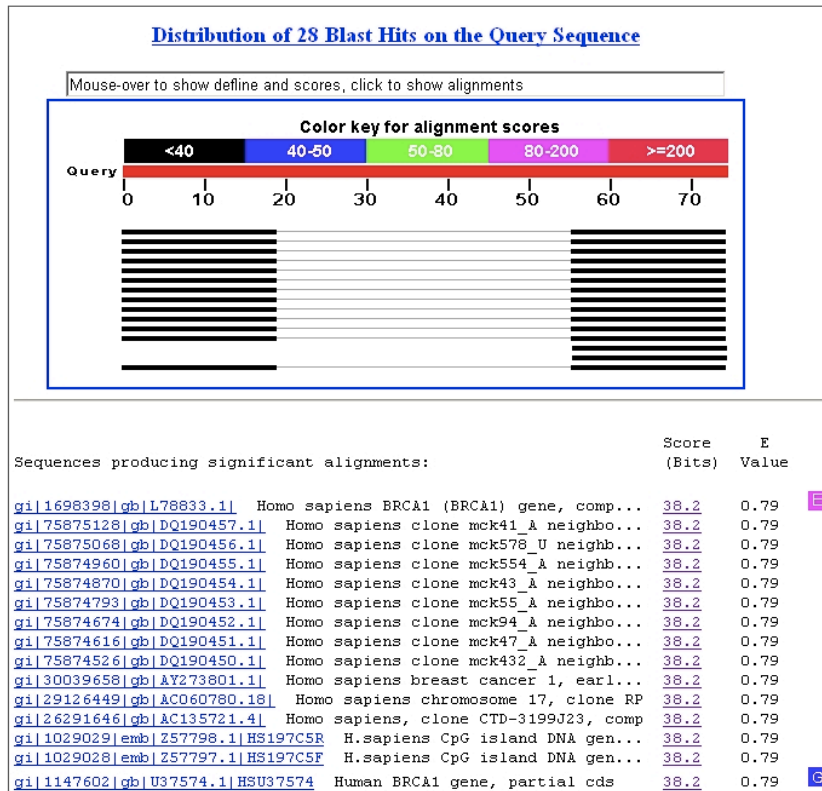 Distribution of 28 Blast Hits on the Query Sequence
Mouse-over to show defline and scores, click to show alignments
Color key for alignment scores
<40 40-50 50-80 80-200 >=200
Query
0 10 20 30 40 50 60 70
Score E
Sequences producing significant alignments: (Bits) Value
gi|1698398|gb|L78833.1| Homo sapiens BRCA1 (BRCA1) gene, comp... 38.2 0.79 E
gi|75875128|gb|DQ190457.1| Homo sapiens clone mck41_A neighbo... 38.2 0.79
gi|75875068|gb|DQ190456.1| Homo sapiens clone mck578_U neighb... 38.2 0.79
gi|75874960|gb|DQ190455.1| Homo sapiens clone mck554_A neighb... 38.2 0.79
gi|75874870|gb|DQ190454.1| Homo sapiens clone mck43_A neighbo... 38.2 0.79
gi|75874793|gb|DQ190453.1| Homo sapiens clone mck55_A neighbo... 38.2 0.79
gi|75874674|gb|DQ190452.1| Homo sapiens clone mck94_A neighbo... 38.2 0.79
gi|75874616|gb|DQ190451.1| Homo sapiens clone mck47_A neighbo... 38.2 0.79
gi|75874526|gb|DQ190450.1| Homo sapiens clone mck432_A neighb... 38.2 0.79
gi|30039658|gb|AY273801.1| Homo sapiens breast cancer 1, earl... 38.2 0.79
gi|29126449|gb|AC060780.18| Homo sapiens chromosome 17, clone RP 38.2 0.79
gi|26291646|gb|AC135721.4| Homo sapiens, clone CTD-3199J23, comp 38.2 0.79
gi|1029029|emb|Z57798.1|HS197C5R H.sapiens CpG island DNA gen... 38.2 0.79
gi|1029028|emb|Z57797.1|HS197C5F H.sapiens CpG island DNA gen... 38.2 0.79
gi|1147602|gb|U37574.1|HSU37574 Human BRCA1 gene, partial cds 38.2 0.79 G